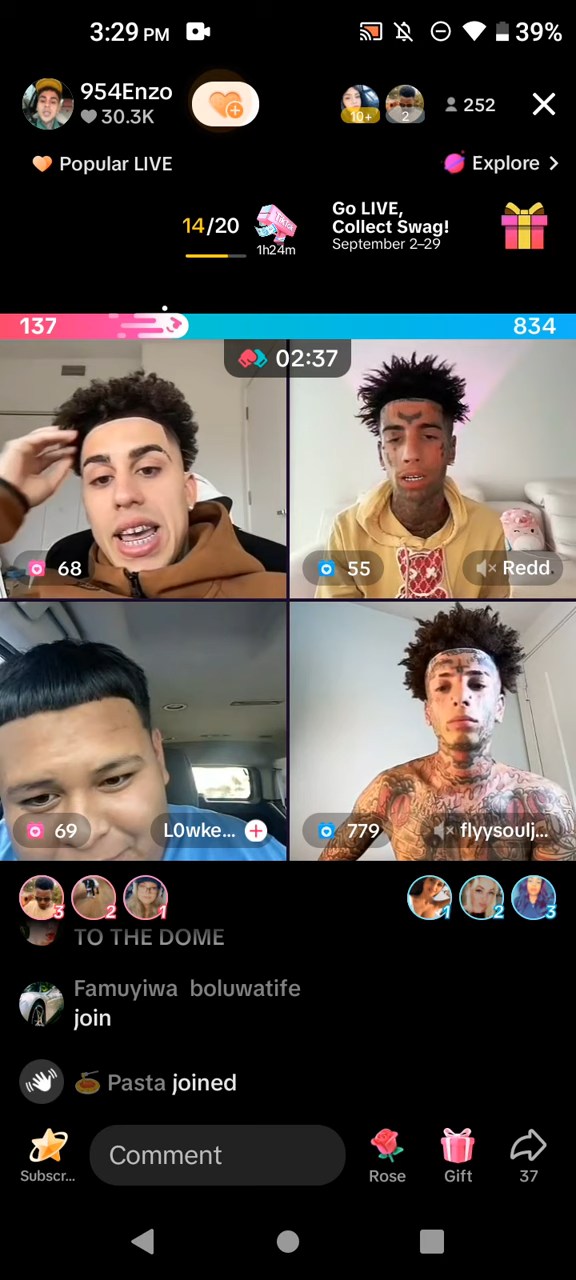 3:29 PM
39%
954Enzo
30.3K
10+
2
252
Popular LIVE
Explore >
14/20
TikTok
1h24m
Go LIVE,
Collect Swag!
September 2–29
137
834
02:37
68
55
Redd.
69
L0wke...
779
flyysoulj...
3
2
1
1
2
3
TO THE DOME
Famuyiwa boluwatife
join
Pasta joined
Subscr...
Comment
Rose
Gift
37